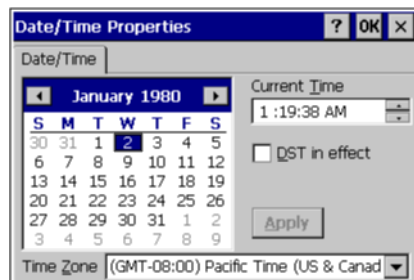 Date/Time Properties ? OK ×
Date/Time
January 1980
S M T W T F S
30 31 1 2 3 4 5
6 7 8 9 10 11 12
13 14 15 16 17 18 19
20 21 22 23 24 25 26
27 28 29 30 31 1 2
3 4 5 6 7 8 9
Current Time
1 :19:38 AM
DST in effect
Apply
Time Zone (GMT-08:00) Pacific Time (US & Canad